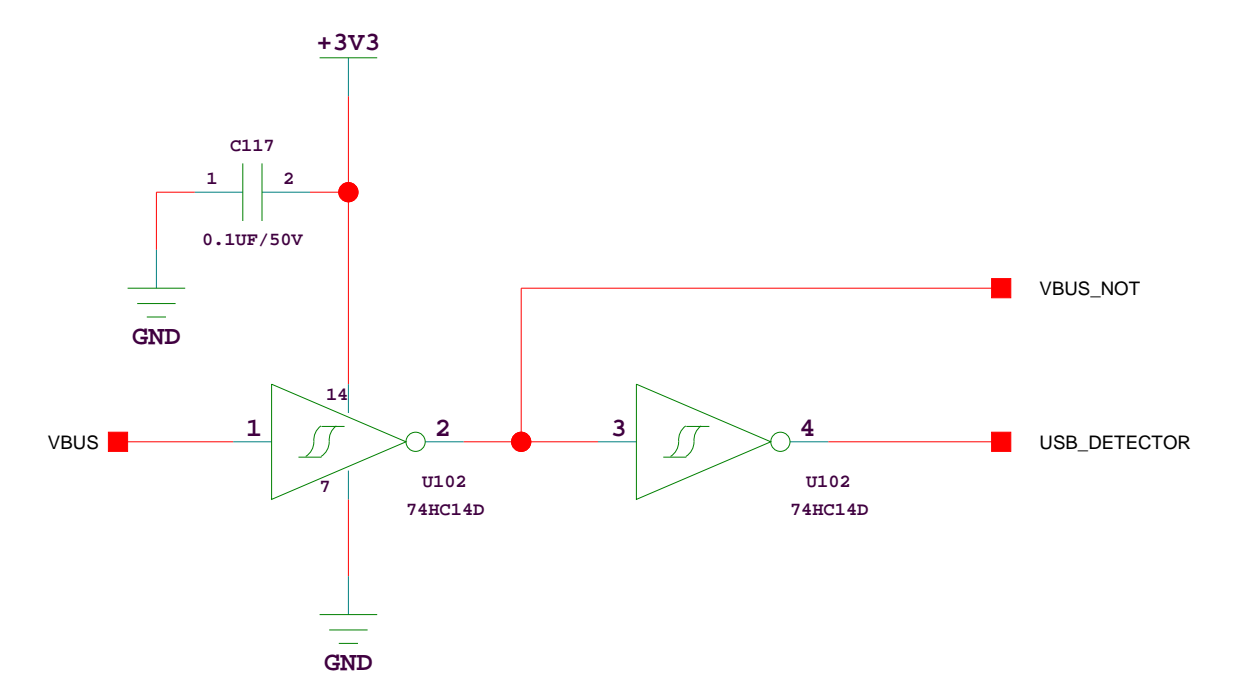 +3V3
C117
1
2
0.1UF/50V
GND
VBUS_NOT
14
VBUS
1
2
3
4
USB_DETECTOR
7
U102
74HC14D
U102
74HC14D
GND